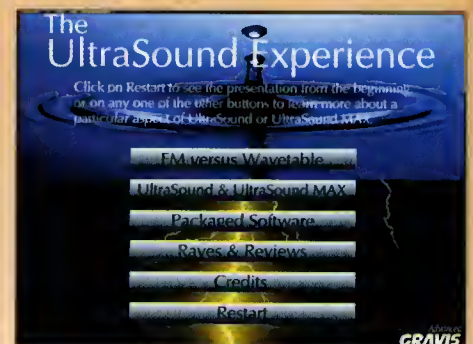 The
UltraSound Experience
Click on Restart to see the presentation from the beginning
or on any one of the other buttons to learn more about a
particular aspect of UltraSound or UltraSound MAX.
FM versus Wavetable
UltraSound & UltraSound MAX
Packaged Software
Raves & Reviews
Credits
Restart
Advanced
GRAVIS